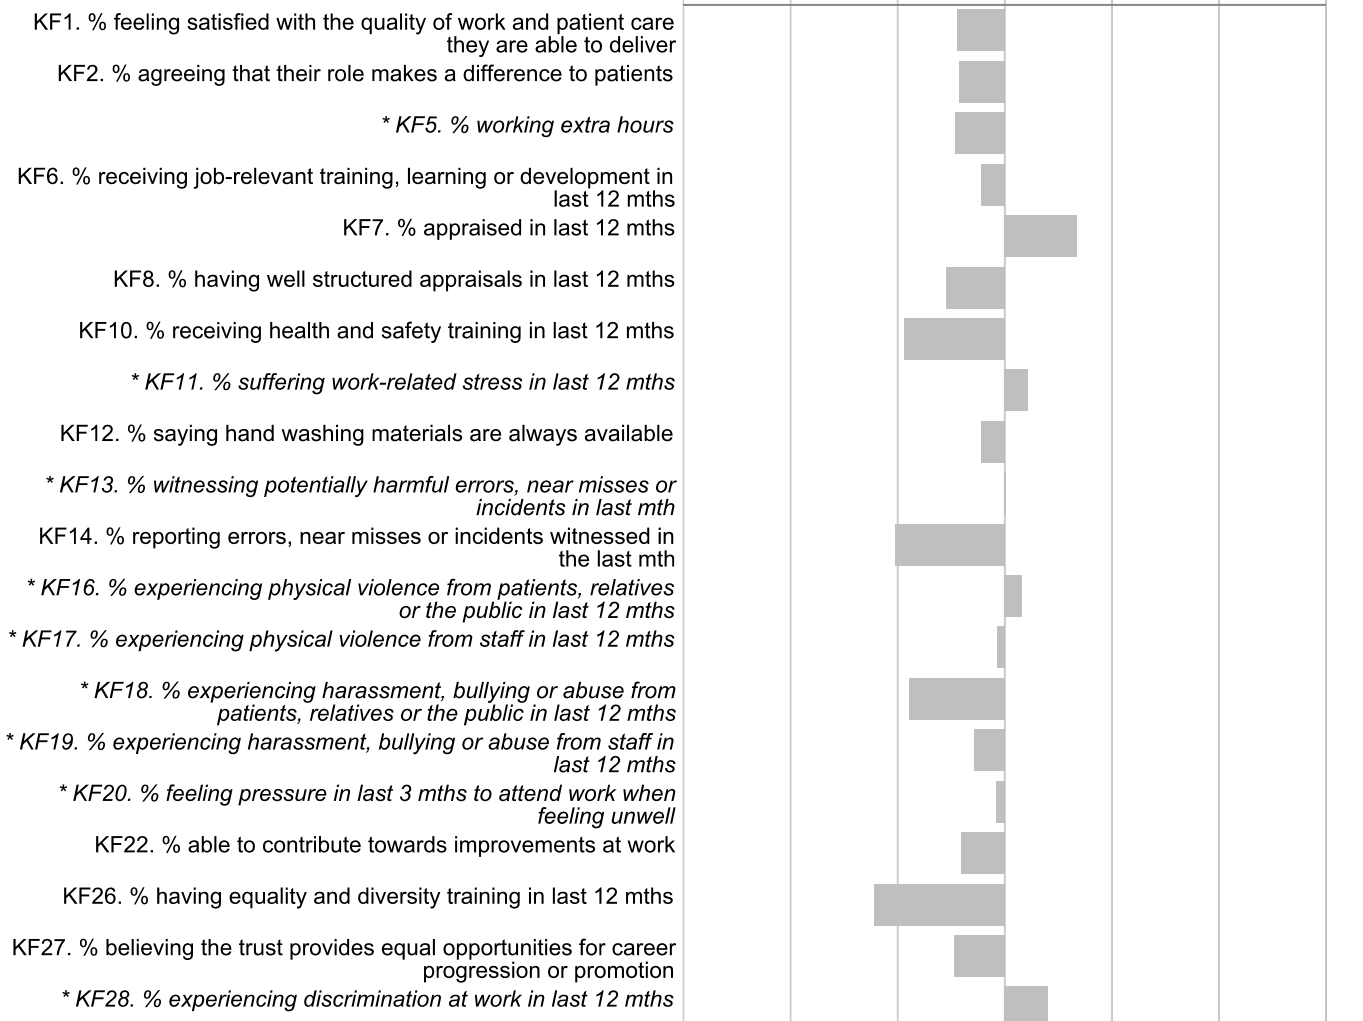 KF1. % feeling satisfied with the quality of work and patient care
they are able to deliver
KF2. % agreeing that their role makes a difference to patients
* KF5. % working extra hours
KF6. % receiving job-relevant training, learning or development in
last 12 mths
KF7. % appraised in last 12 mths
KF8. % having well structured appraisals in last 12 mths
KF10. % receiving health and safety training in last 12 mths
* KF11. % suffering work-related stress in last 12 mths
KF12. % saying hand washing materials are always available
* KF13. % witnessing potentially harmful errors, near misses or
incidents in last mth
KF14. % reporting errors, near misses or incidents witnessed in
the last mth
* KF16. % experiencing physical violence from patients, relatives
or the public in last 12 mths
* KF17. % experiencing physical violence from staff in last 12 mths
* KF18. % experiencing harassment, bullying or abuse from
patients, relatives or the public in last 12 mths
* KF19. % experiencing harassment, bullying or abuse from staff in
last 12 mths
* KF20. % feeling pressure in last 3 mths to attend work when
feeling unwell
KF22. % able to contribute towards improvements at work
KF26. % having equality and diversity training in last 12 mths
KF27. % believing the trust provides equal opportunities for career
progression or promotion
* KF28. % experiencing discrimination at work in last 12 mths